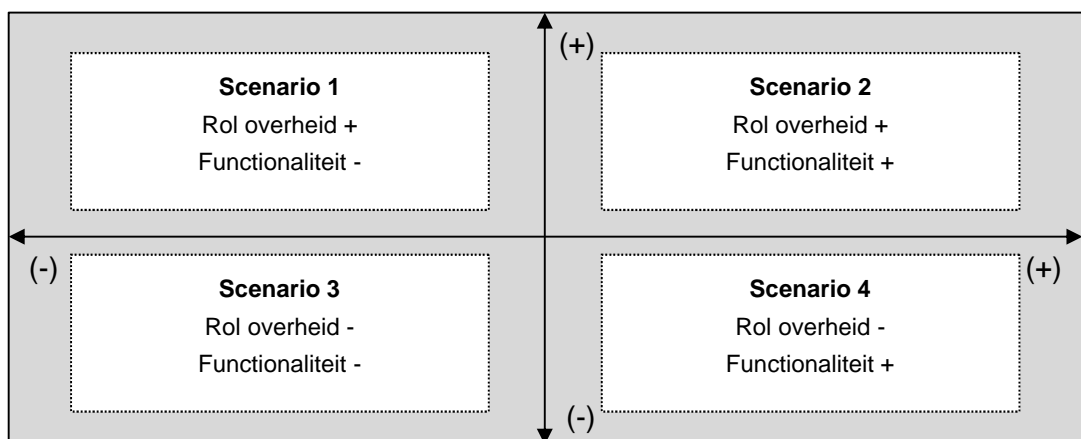 (+)
Scenario 1
Rol overheid +
Functionaliteit -
Scenario 2
Rol overheid +
Functionaliteit +
(-)
(+)
Scenario 3
Rol overheid -
Functionaliteit -
Scenario 4
Rol overheid -
Functionaliteit +
(-)